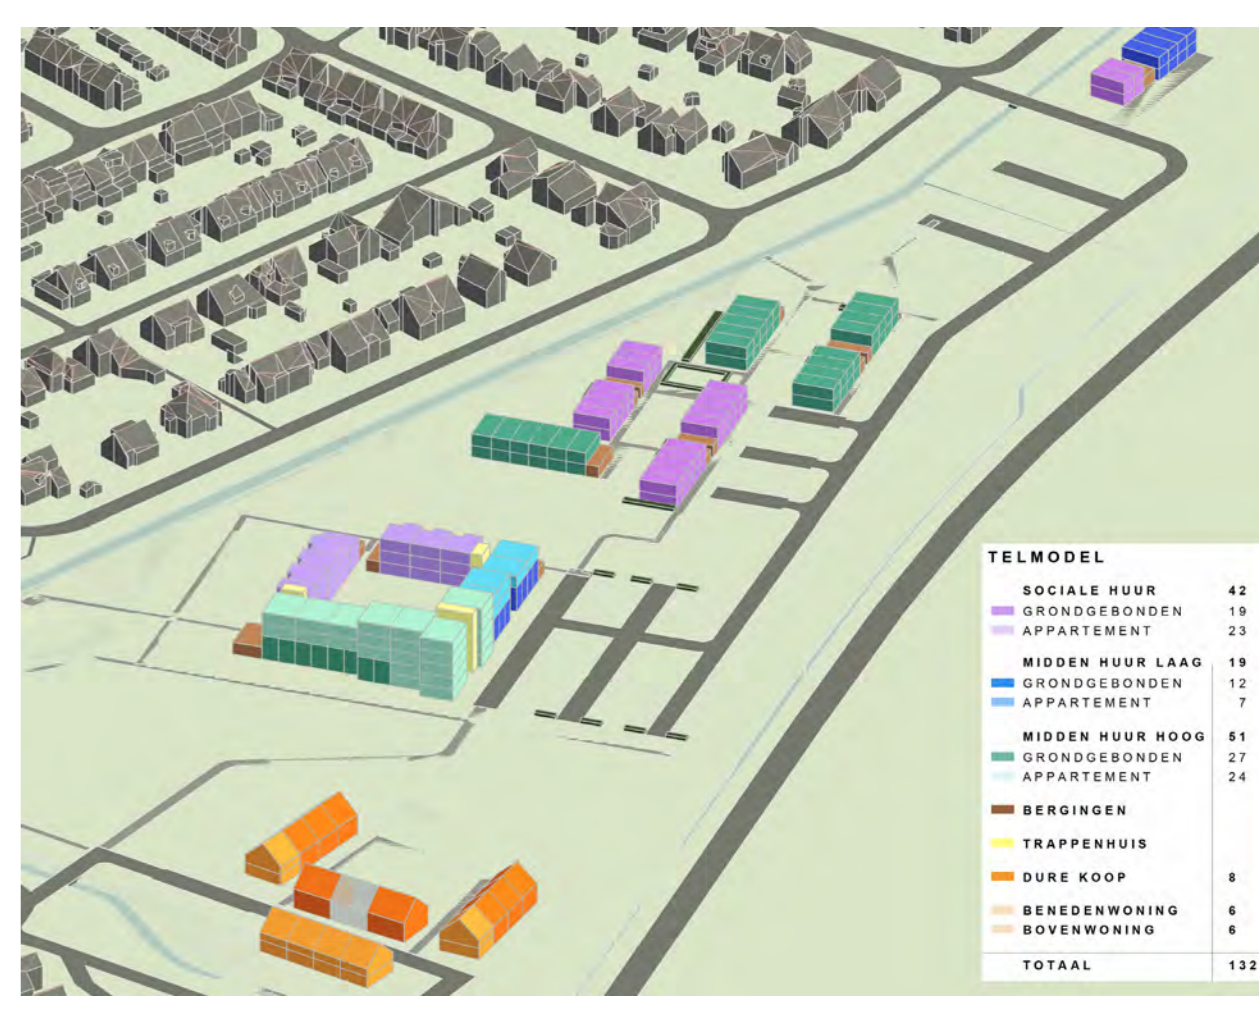 TELMODEL
SOCIALE HUUR 42
GRONDGEBONDEN 19
APPARTEMENT 23
MIDDEN HUUR LAAG 19
GRONDGEBONDEN 12
APPARTEMENT 7
MIDDEN HUUR HOOG 51
GRONDGEBONDEN 27
APPARTEMENT 24
BERGINGEN
TRAPPENHUIS
DURE KOOP 8
BENEDENWONING 6
BOVENWONING 6
TOTAAL 132